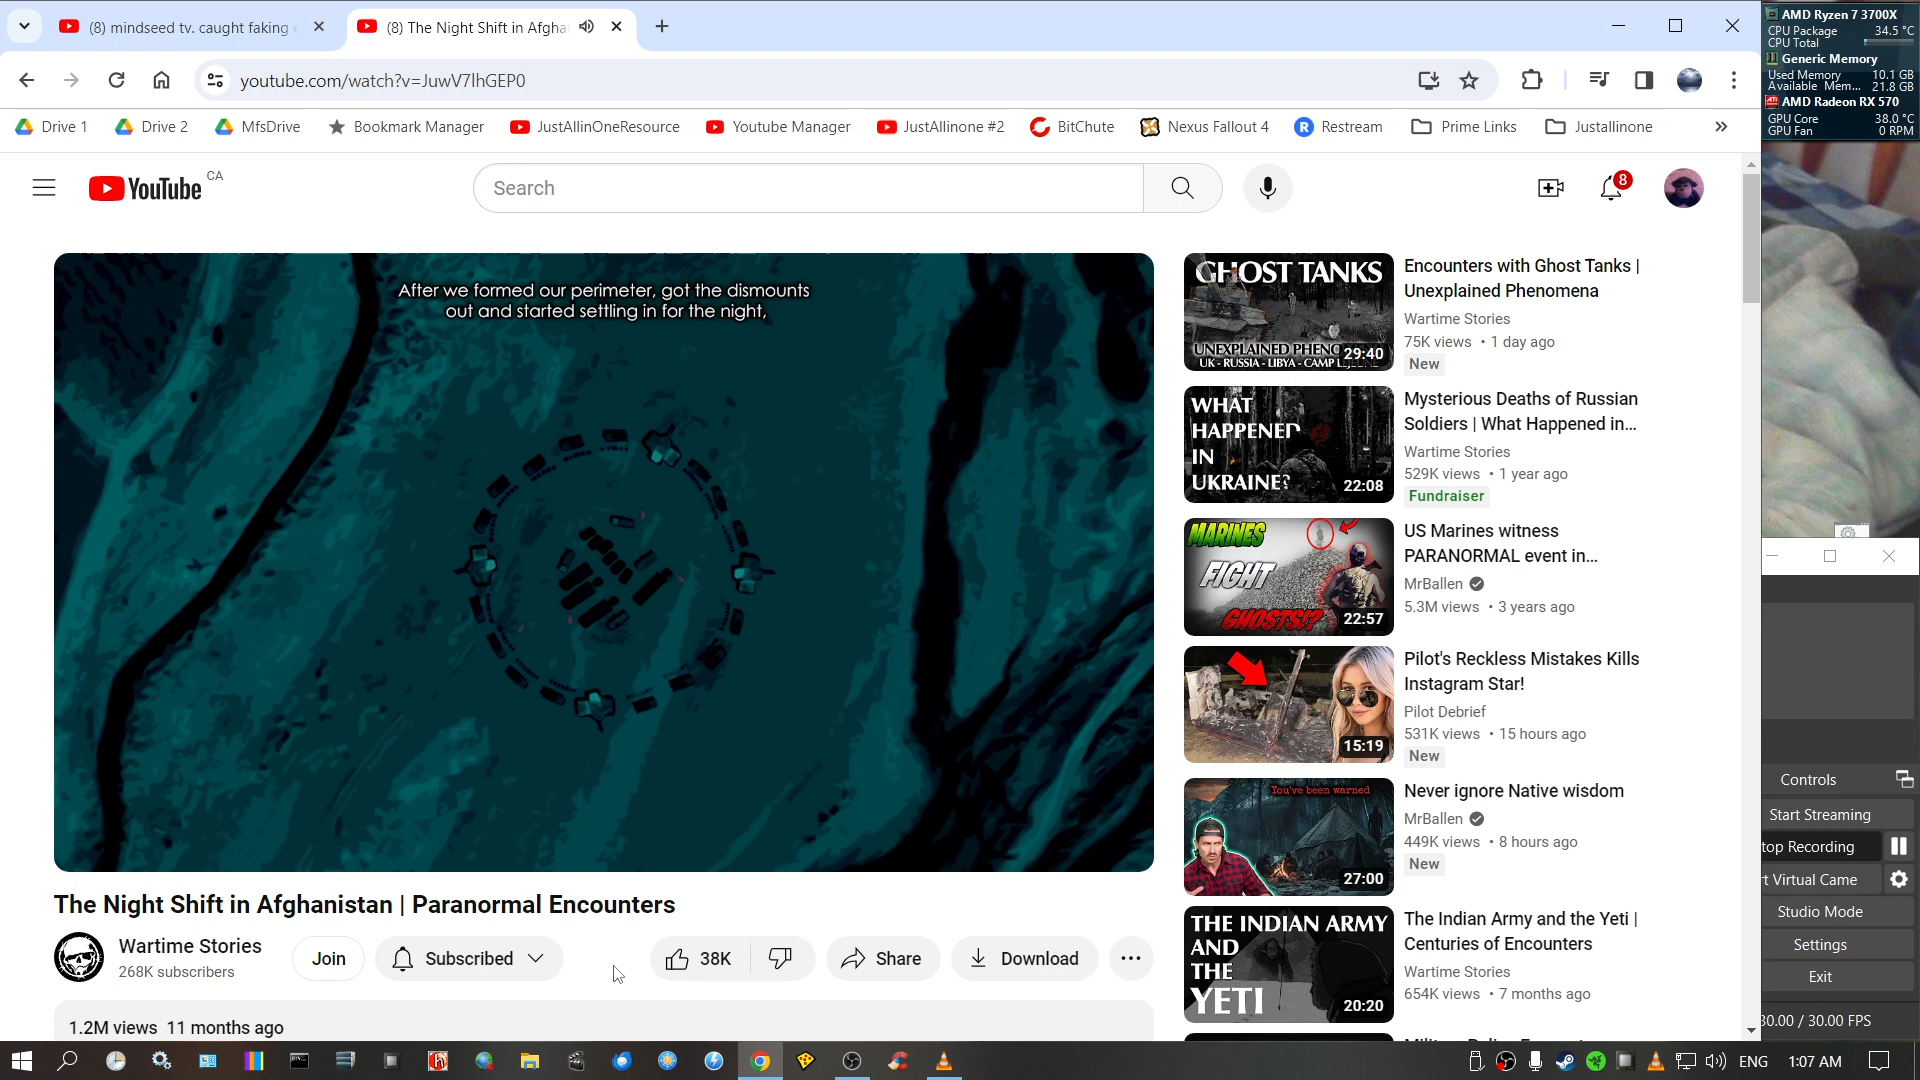 (8) mindseed tv. caught faking
(8) The Night Shift in Afgha
youtube.com/watch?v=JuwV7lhGEP0
Drive 1
Drive 2
MfsDrive
Bookmark Manager
JustAllinOneResource
Youtube Manager
JustAllinone #2
BitChute
Nexus Fallout 4
Restream
Prime Links
Justallinone
»
AMD Ryzen 7 3700X
CPU Package 34.5 °C
CPU Total
Generic Memory
Used Memory 10.1 GB
Available Mem... 21.8 GB
AMD Radeon RX 570
GPU Core 38.0 °C
GPU Fan 0 RPM
YouTube CA
Search
8
After we formed our perimeter, got the dismounts
out and started settling in for the night,
The Night Shift in Afghanistan | Paranormal Encounters
Wartime Stories
268K subscribers
Join
Subscribed
38K
Share
Download
1.2M views 11 months ago
GHOST TANKS
UNEXPLAINED PHENO
UK - RUSSIA - LIBYA - CAMP LEJEUNE
29:40
Encounters with Ghost Tanks |
Unexplained Phenomena
Wartime Stories
75K views • 1 day ago
New
WHAT
HAPPENED
IN
UKRAINE?
22:08
Mysterious Deaths of Russian
Soldiers | What Happened in...
Wartime Stories
529K views • 1 year ago
Fundraiser
MARINES
FIGHT
GHOSTS!?
22:57
US Marines witness
PARANORMAL event in...
MrBallen
5.3M views • 3 years ago
15:19
Pilot's Reckless Mistakes Kills
Instagram Star!
Pilot Debrief
531K views • 15 hours ago
New
You've been warned
27:00
Never ignore Native wisdom
MrBallen
449K views • 8 hours ago
New
THE INDIAN ARMY
AND
THE
YETI
20:20
The Indian Army and the Yeti |
Centuries of Encounters
Wartime Stories
654K views • 7 months ago
Controls
Start Streaming
top Recording
t Virtual Came
Studio Mode
Settings
Exit
30.00 / 30.00 FPS
ENG
1:07 AM